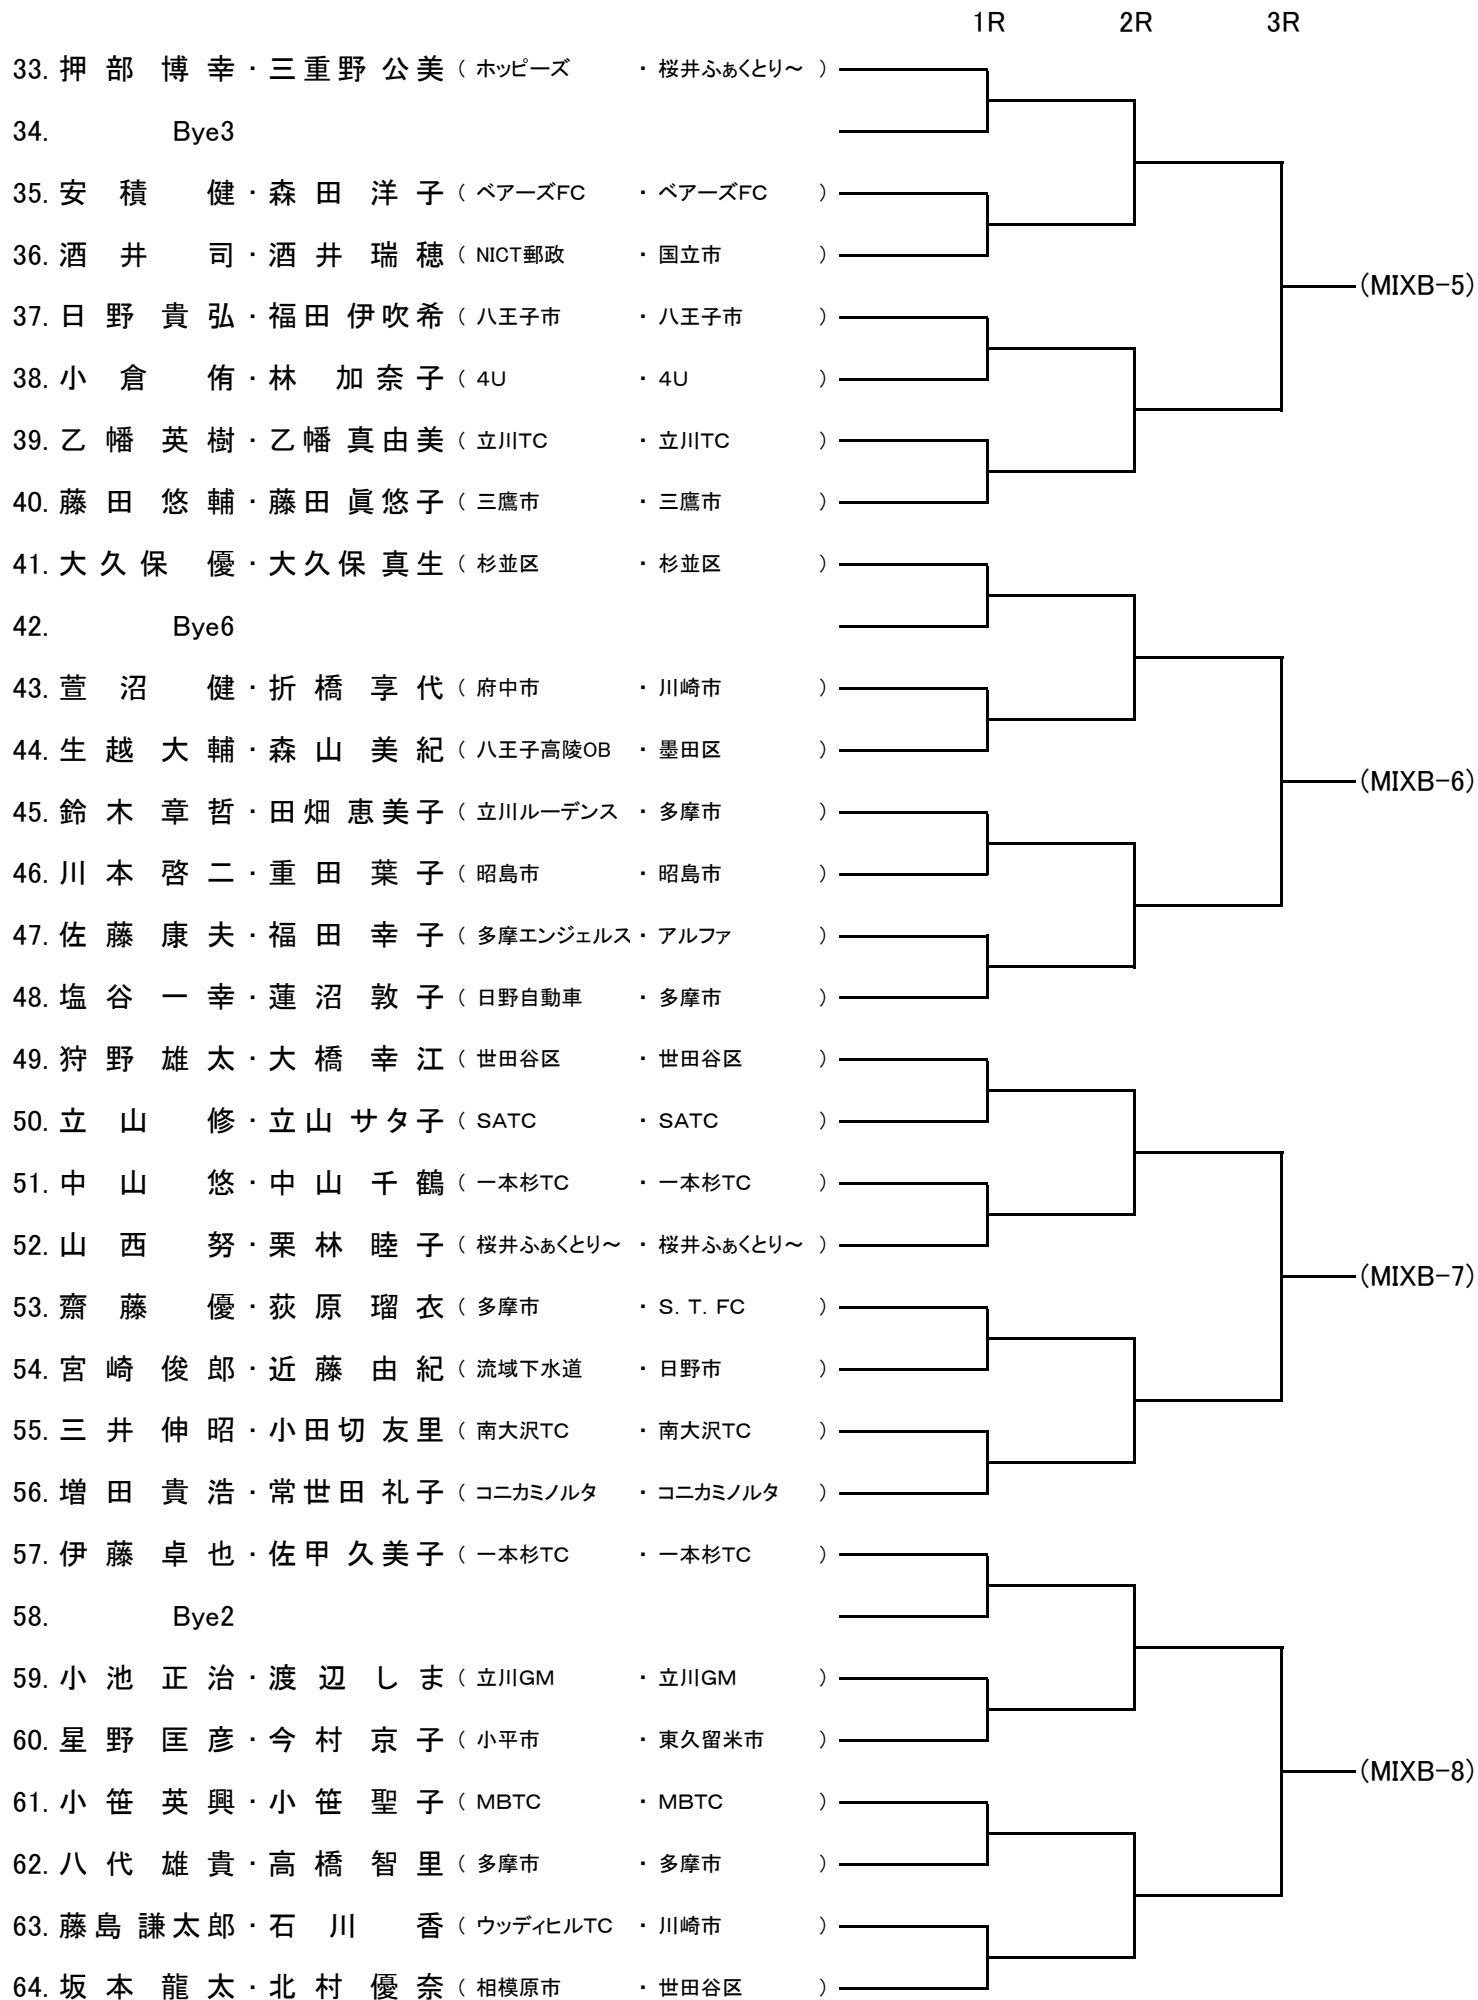 1R 2R 3R
33. 押部 博幸・三重野 公美 ( ホッピーズ ・ 桜井ふぁくとり～ )
34. Bye3
35. 安積 健・森田 洋子 ( ベアーズFC ・ ベアーズFC )
36. 酒井 司・酒井 瑞穂 ( NICT郵政 ・ 国立市 )
(MIXB-5)
37. 日野 貴弘・福田 伊吹希 ( 八王子市 ・ 八王子市 )
38. 小倉 侑・林 加奈子 ( 4U ・ 4U )
39. 乙幡 英樹・乙幡 真由美 ( 立川TC ・ 立川TC )
40. 藤田 悠輔・藤田 眞悠子 ( 三鷹市 ・ 三鷹市 )
41. 大久保 優・大久保 真生 ( 杉並区 ・ 杉並区 )
42. Bye6
43. 萱沼 健・折橋 享代 ( 府中市 ・ 川崎市 )
44. 生越 大輔・森山 美紀 ( 八王子高陵OB ・ 墨田区 )
(MIXB-6)
45. 鈴木 章哲・田畑 恵美子 ( 立川ルーデンス ・ 多摩市 )
46. 川本 啓二・重田 葉子 ( 昭島市 ・ 昭島市 )
47. 佐藤 康夫・福田 幸子 ( 多摩エンジェルス ・ アルファ )
48. 塩谷 一幸・蓮沼 敦子 ( 日野自動車 ・ 多摩市 )
49. 狩野 雄太・大橋 幸江 ( 世田谷区 ・ 世田谷区 )
50. 立山 修・立山 サタ子 ( SATC ・ SATC )
51. 中山 悠・中山 千鶴 ( 一本杉TC ・ 一本杉TC )
52. 山西 努・栗林 睦子 ( 桜井ふぁくとり～ ・ 桜井ふぁくとり～ )
(MIXB-7)
53. 齋藤 優・荻原 瑠衣 ( 多摩市 ・ S. T. FC )
54. 宮崎 俊郎・近藤 由紀 ( 流域下水道 ・ 日野市 )
55. 三井 伸昭・小田切 友里 ( 南大沢TC ・ 南大沢TC )
56. 増田 貴浩・常世田 礼子 ( コニカミノルタ ・ コニカミノルタ )
57. 伊藤 卓也・佐甲 久美子 ( 一本杉TC ・ 一本杉TC )
58. Bye2
59. 小池 正治・渡辺 しま ( 立川GM ・ 立川GM )
60. 星野 匡彦・今村 京子 ( 小平市 ・ 東久留米市 )
(MIXB-8)
61. 小笹 英興・小笹 聖子 ( MBTC ・ MBTC )
62. 八代 雄貴・高橋 智里 ( 多摩市 ・ 多摩市 )
63. 藤島 謙太郎・石川 香 ( ウッディヒルTC ・ 川崎市 )
64. 坂本 龍太・北村 優奈 ( 相模原市 ・ 世田谷区 )